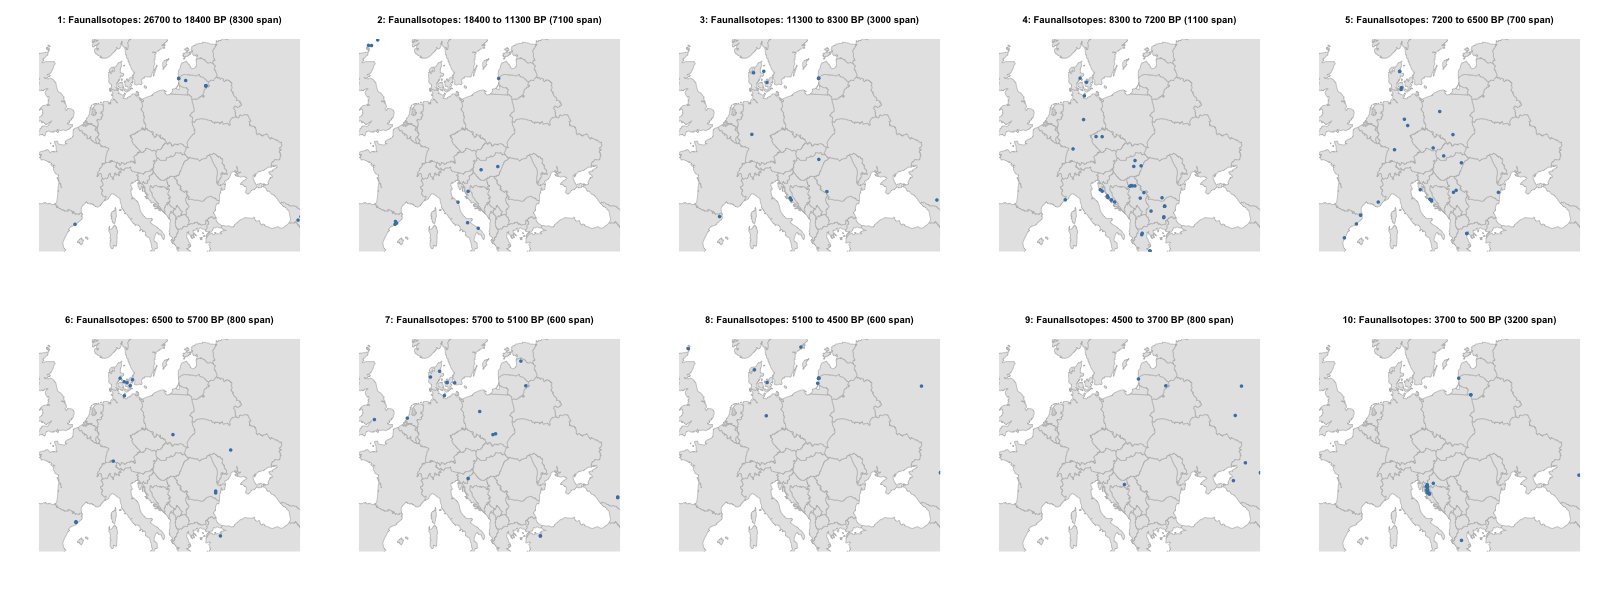 1: FaunalIsotopes: 26700 to 18400 BP (8300 span)
2: FaunalIsotopes: 18400 to 11300 BP (7100 span)
3: FaunalIsotopes: 11300 to 8300 BP (3000 span)
4: FaunalIsotopes: 8300 to 7200 BP (1100 span)
5: FaunalIsotopes: 7200 to 6500 BP (700 span)
6: FaunalIsotopes: 6500 to 5700 BP (800 span)
7: FaunalIsotopes: 5700 to 5100 BP (600 span)
8: FaunalIsotopes: 5100 to 4500 BP (600 span)
9: FaunalIsotopes: 4500 to 3700 BP (800 span)
10: FaunalIsotopes: 3700 to 500 BP (3200 span)